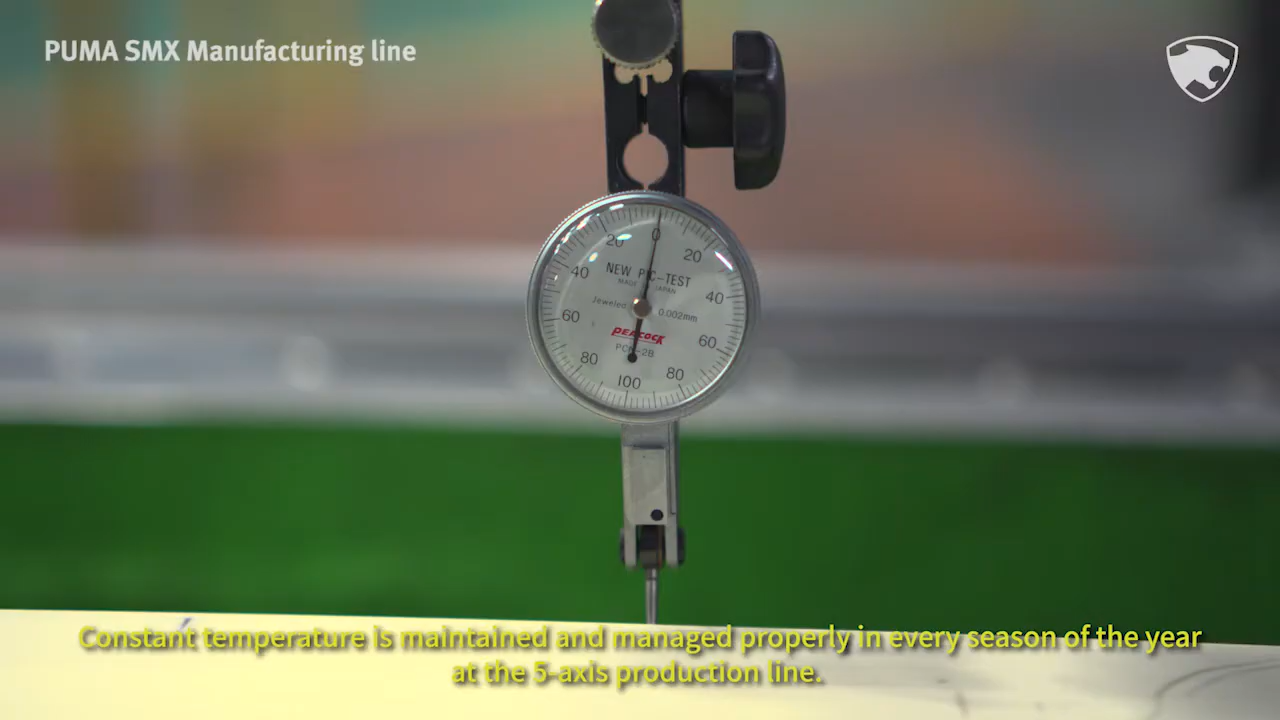 PUMA SMX Manufacturing line
0
20 20
40 40
60 60
80 80
100
NEW PIC-TEST
MADE JAPAN
Jeweled 0.002mm
PEACOCK
Constant temperature is maintained and managed properly in every season of the year
at the 5-axis production line.